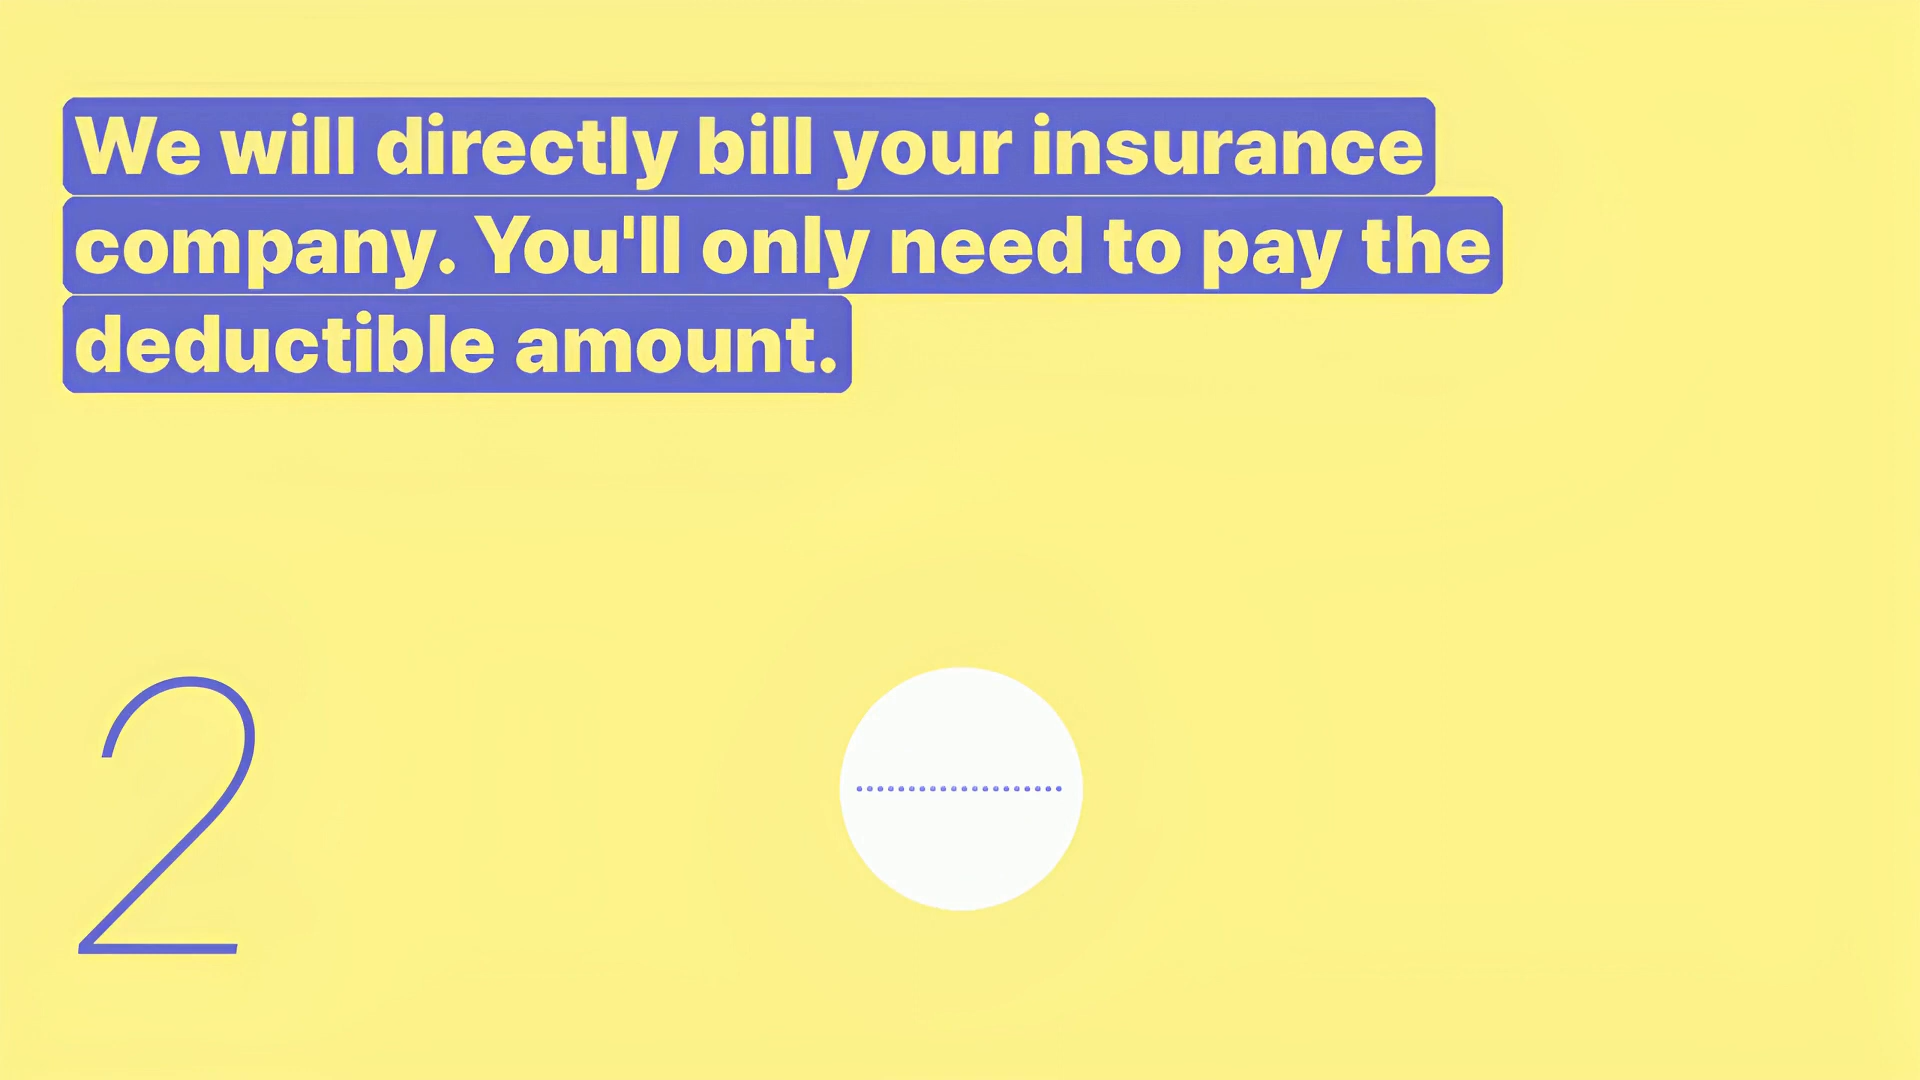 We will directly bill your insurance
company. You'll only need to pay the
deductible amount.
2